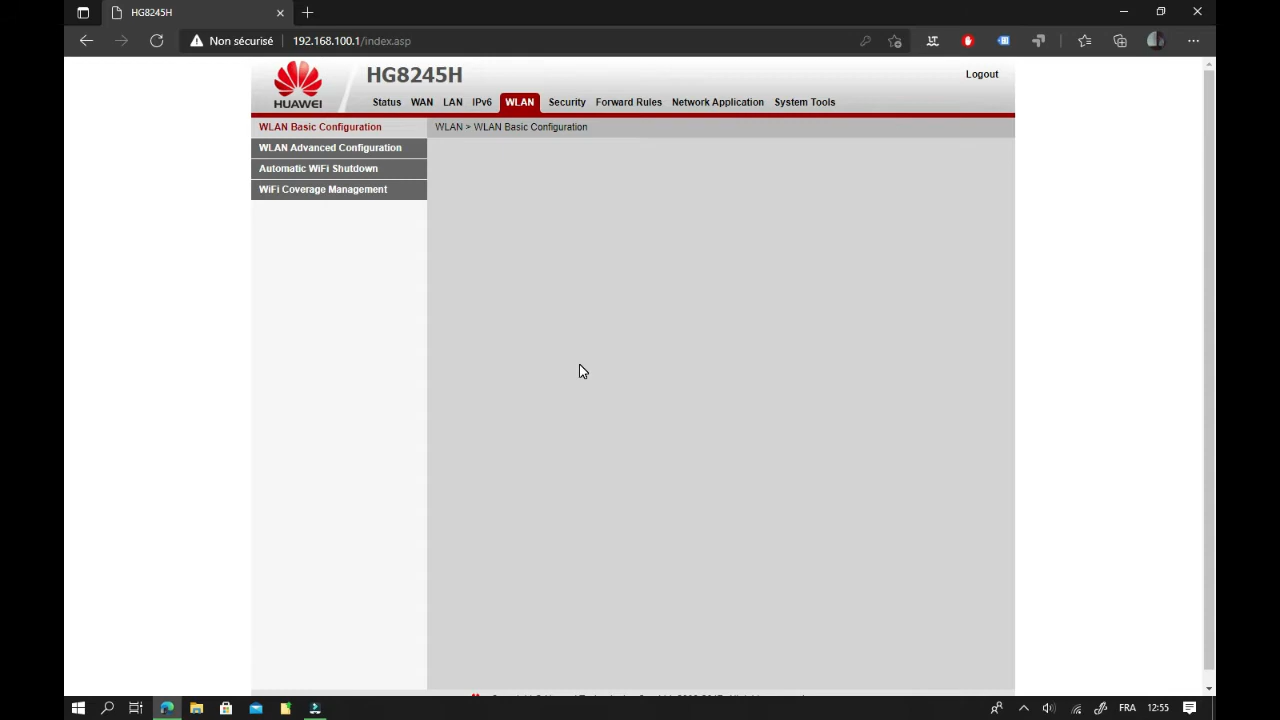 HG8245H
Non sécurisé 192.168.100.1/index.asp
HUAWEI
HG8245H
Logout
Status WAN LAN IPv6 WLAN Security Forward Rules Network Application System Tools
WLAN Basic Configuration
WLAN > WLAN Basic Configuration
WLAN Advanced Configuration
Automatic WiFi Shutdown
WiFi Coverage Management
FRA 12:55